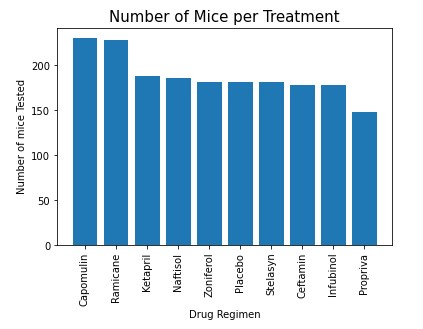 Number of Mice per Treatment
Number of mice Tested
200
150
100
50
0
Capomulin
Ramicane
Ketapril
Naftisol
Zoniferol
Placebo
Stelasyn
Ceftamin
Infubinol
Propriva
Drug Regimen